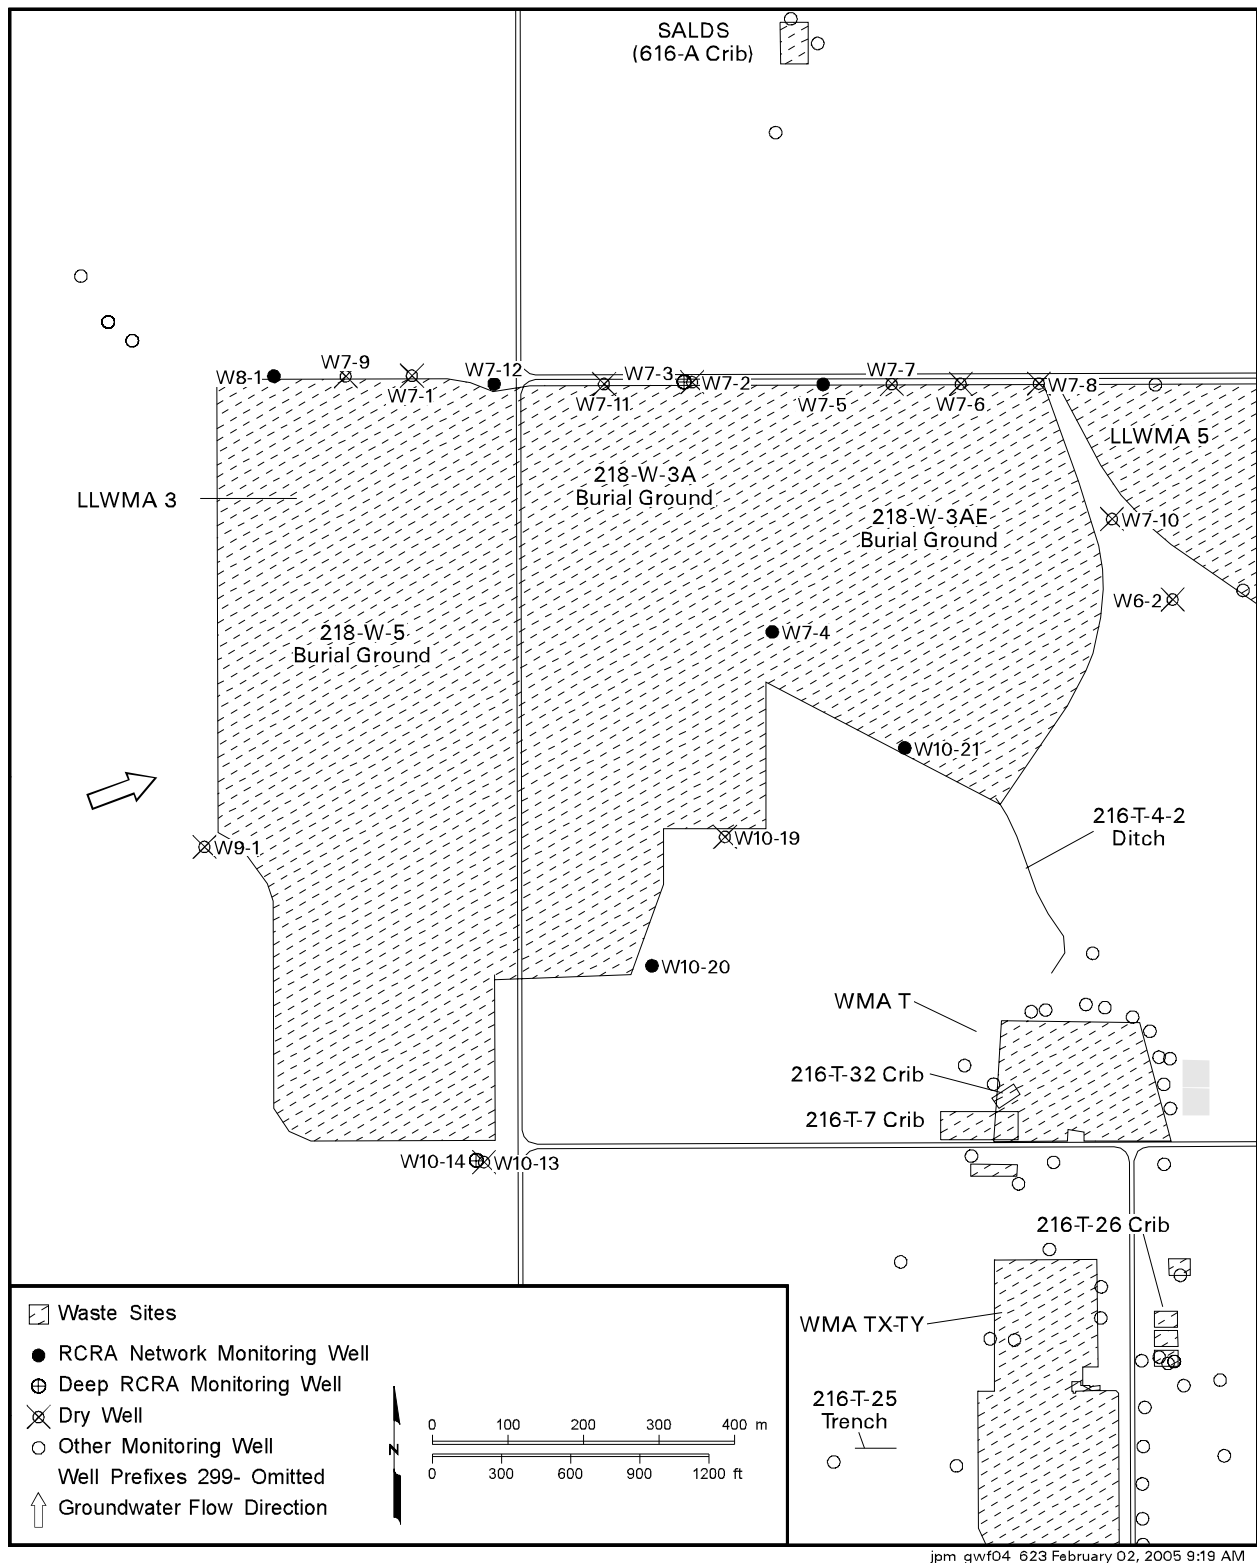 SALDS
(616-A Crib)
W8-1
W7-9
W7-1
W7-12
W7-11
W7-3
W7-2
W7-5
W7-7
W7-6
W7-8
LLWMA 5
LLWMA 3
218-W-3A
Burial Ground
218-W-3AE
Burial Ground
W7-10
W6-2
218-W-5
Burial Ground
W7-4
W10-21
W9-1
W10-19
216-T-4-2
Ditch
W10-20
WMA T
216-T-32 Crib
216-T-7 Crib
W10-14
W10-13
216-T-26 Crib
WMA TX-TY
216-T-25
Trench
Waste Sites
RCRA Network Monitoring Well
Deep RCRA Monitoring Well
Dry Well
Other Monitoring Well
Well Prefixes 299- Omitted
Groundwater Flow Direction
N
0 100 200 300 400 m
0 300 600 900 1200 ft
jpm_gwf04_623 February 02, 2005 9:19 AM